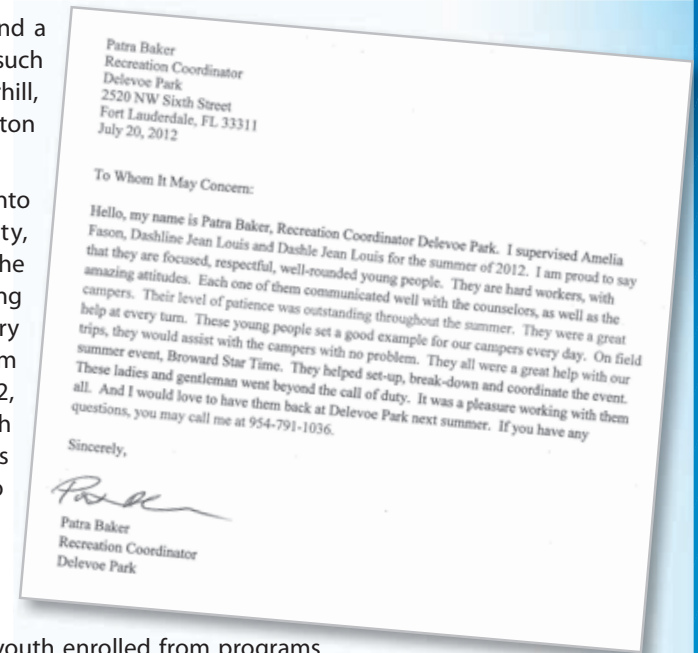 nd a
such
hill,
ton
nto
ty,
he
ng
ry
m
2,
h
s
o
Patra Baker
Recreation Coordinator
Delevoe Park
2520 NW Sixth Street
Fort Lauderdale, FL 33311
July 20, 2012
To Whom It May Concern:
Hello, my name is Patra Baker, Recreation Coordinator Delevoe Park. I supervised Amelia
Fason, Dashline Jean Louis and Dashle Jean Louis for the summer of 2012. I am proud to say
that they are focused, respectful, well-rounded young people. They are hard workers, with
amazing attitudes. Each one of them communicated well with the counselors, as well as the
campers. Their level of patience was outstanding throughout the summer. They were a great
help at every turn. These young people set a good example for our campers every day. On field
trips, they would assist with the campers with no problem. They all were a great help with our
summer event, Broward Star Time. They helped set-up, break-down and coordinate the event.
These ladies and gentleman went beyond the call of duty. It was a pleasure working with them
all. And I would love to have them back at Delevoe Park next summer. If you have any
questions, you may call me at 954-791-1036.
Sincerely,
Patra Baker
Recreation Coordinator
Delevoe Park
youth enrolled from programs